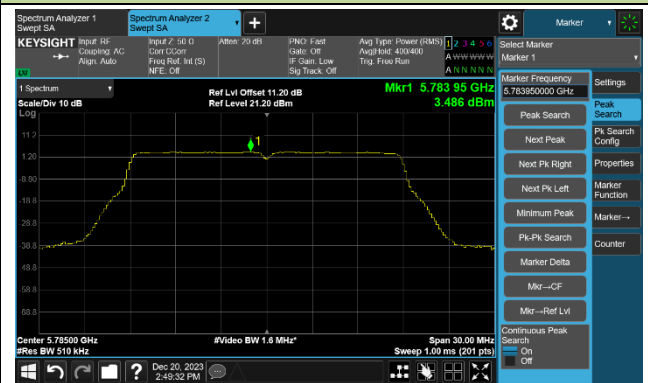 Spectrum Analyzer 1
Swept SA
Spectrum Analyzer 2
Swept SA
Marker
KEYSIGHT
Input: RF
Coupling: AC
Align: Auto
Input Z: 50 Ω
Corr CCorr
Freq Ref: Int (S)
NFE: Off
Atten: 20 dB
PNO: Fast
Gate: Off
IF Gain: Low
Sig Track: Off
Avg Type: Power (RMS)
Avg|Hold: 400/400
Trig: Free Run
1 2 3 4 5 6
A W W W W W
A N N N N N
LXI
Select Marker
Marker 1
1 Spectrum
Scale/Div 10 dB
Log
Ref Lvl Offset 11.20 dB
Ref Level 21.20 dBm
Mkr1 5.783 95 GHz
3.486 dBm
1
11.2
1.20
-8.80
-18.8
-28.8
-38.8
-48.8
-58.8
-68.8
Center 5.78500 GHz
#Res BW 510 kHz
#Video BW 1.6 MHz*
Span 30.00 MHz
Sweep 1.00 ms (201 pts)
Marker Frequency
5.783950000 GHz
Peak Search
Next Peak
Next Pk Right
Next Pk Left
Minimum Peak
Pk-Pk Search
Marker Delta
Mkr→CF
Mkr→Ref Lvl
Continuous Peak
Search
On
Off
Settings
Peak
Search
Pk Search
Config
Properties
Marker
Function
Marker→
Counter
?
Dec 20, 2023
2:49:32 PM